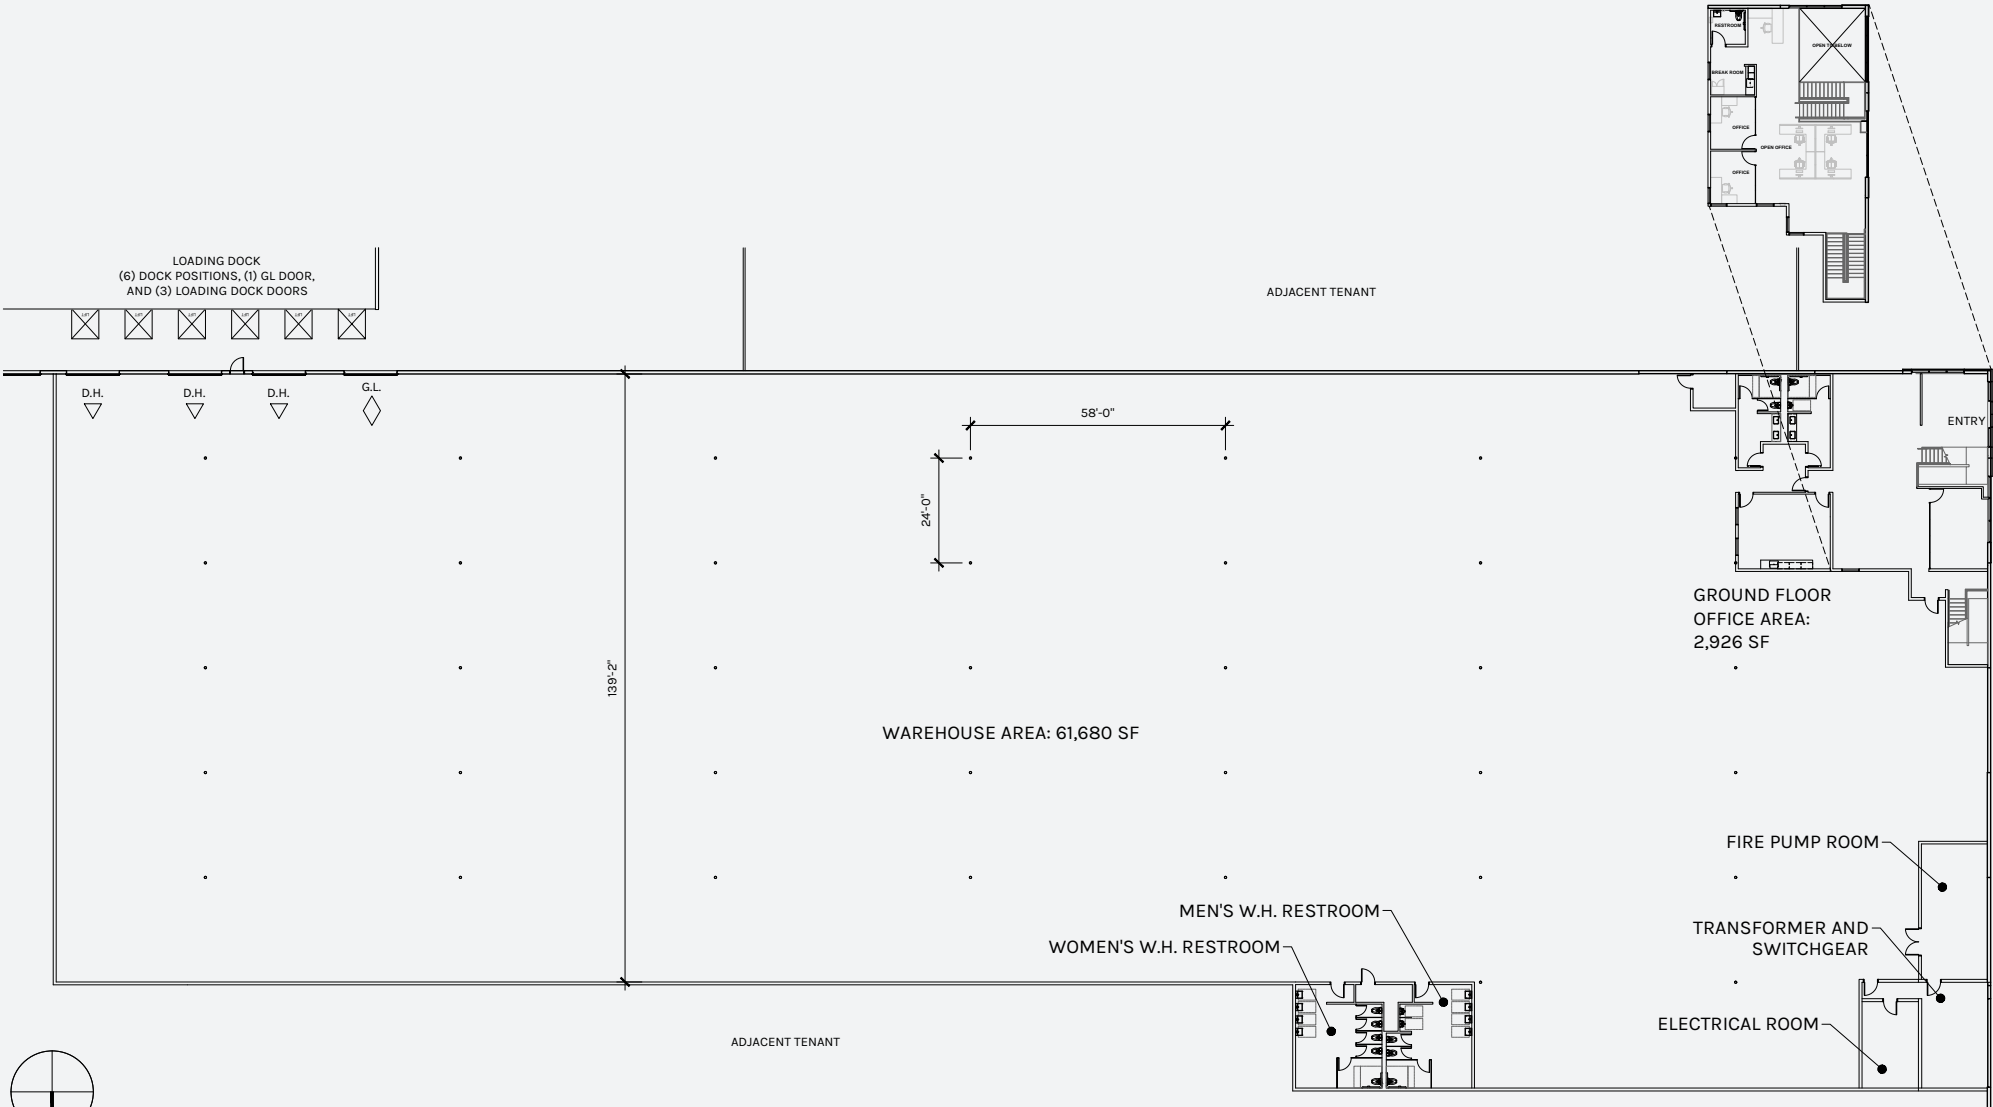 RESTROOM
OPEN TO BELOW
BREAK ROOM
OFFICE
OPEN OFFICE
OFFICE
LOADING DOCK
(6) DOCK POSITIONS, (1) GL DOOR,
AND (3) LOADING DOCK DOORS
ADJACENT TENANT
D.H.
D.H.
D.H.
G.L.
58'-0"
ENTRY
24'-0"
GROUND FLOOR
OFFICE AREA:
2,926 SF
139'-2"
WAREHOUSE AREA: 61,680 SF
FIRE PUMP ROOM
MEN'S W.H. RESTROOM
TRANSFORMER AND
SWITCHGEAR
WOMEN'S W.H. RESTROOM
ELECTRICAL ROOM
ADJACENT TENANT